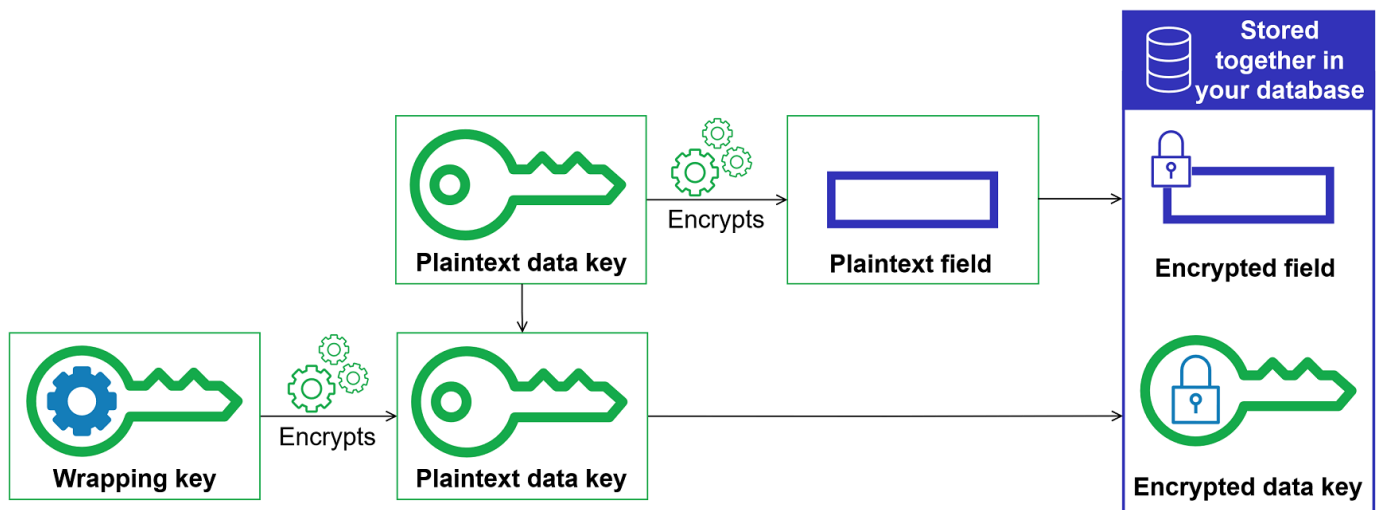 Stored
together in
your database
Encrypts
Plaintext data key
Plaintext field
Encrypted field
Encrypts
Wrapping key
Plaintext data key
Encrypted data key